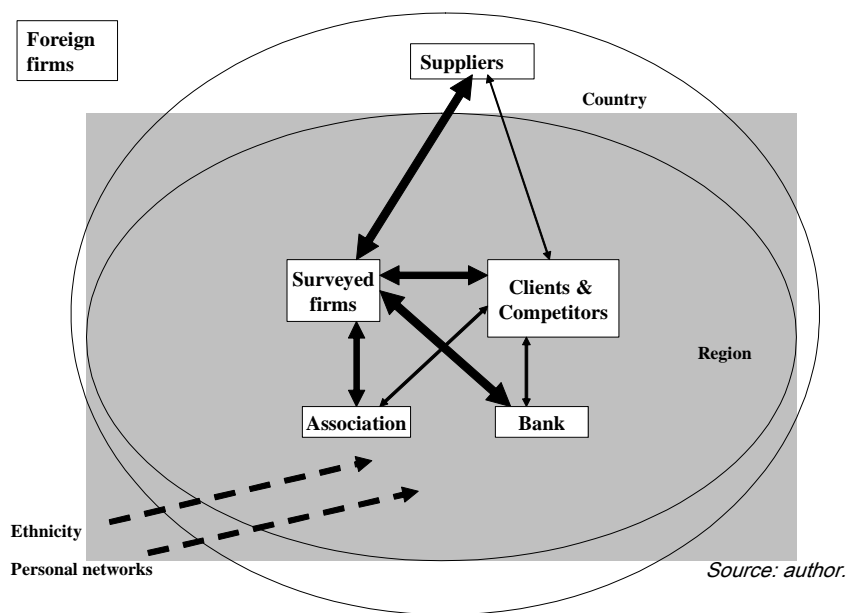 Foreign
firms
Suppliers
Country
Surveyed
firms
Clients &
Competitors
Region
Association
Bank
Ethnicity
Personal networks
Source: author.